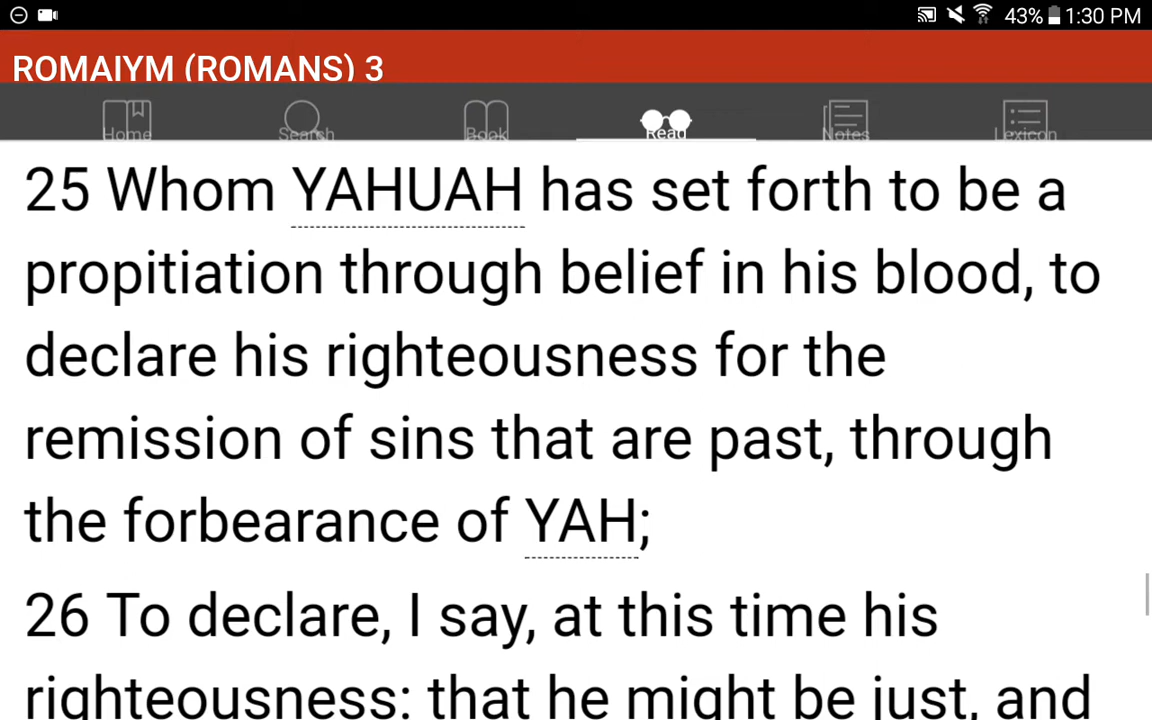 43% 1:30 PM
ROMAIYM (ROMANS) 3
Home Search Book Read Notes Lexicon
25 Whom YAHUAH has set forth to be a
propitiation through belief in his blood, to
declare his righteousness for the
remission of sins that are past, through
the forbearance of YAH;
26 To declare, I say, at this time his
righteousness: that he might be just, and